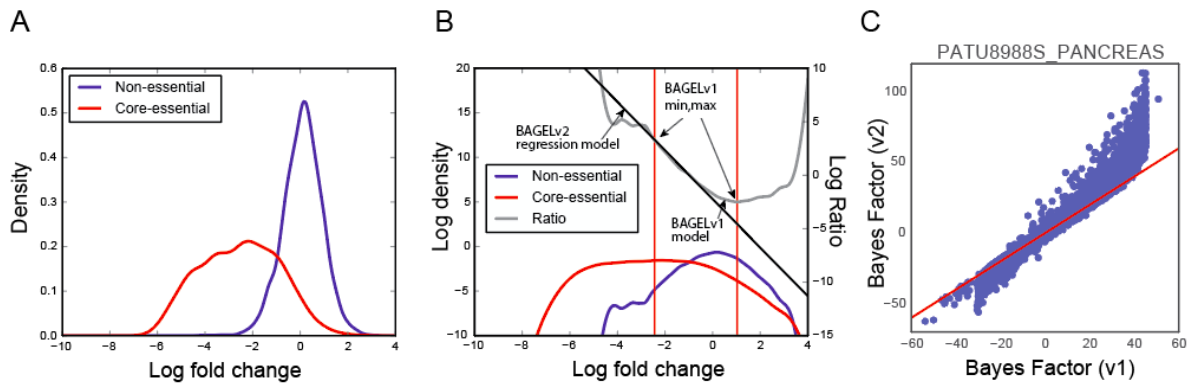 A
B
C
Density
0.6
0.5
0.4
0.3
0.2
0.1
0.0
Non-essential
Core-essential
-10
-8
-6
-4
-2
0
2
4
Log fold change
Log density
20
15
10
5
0
-5
-10
BAGELv2
regression model
BAGELv1
min,max
Non-essential
Core-essential
Ratio
BAGELv1
model
10
5
0
-5
-10
-15
Log Ratio
-10
-8
-6
-4
-2
0
2
4
Log fold change
PATU8988S_PANCREAS
Bayes Factor (v2)
100
50
0
−50
−60
−40
−20
0
20
40
60
Bayes Factor (v1)